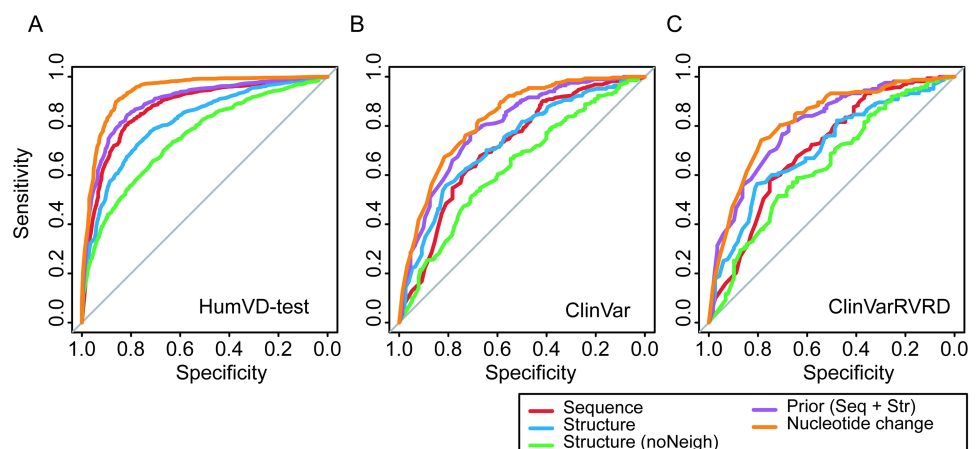 A B C
Sensitivity
1.0
0.8
0.6
0.4
0.2
0.0
HumVD-test
1.0 0.8 0.6 0.4 0.2 0.0
Specificity
1.0
0.8
0.6
0.4
0.2
0.0
ClinVar
1.0 0.8 0.6 0.4 0.2 0.0
Specificity
1.0
0.8
0.6
0.4
0.2
0.0
ClinVarRVRD
1.0 0.8 0.6 0.4 0.2 0.0
Specificity
Sequence
Structure
Structure (noNeigh)
Prior (Seq + Str)
Nucleotide change